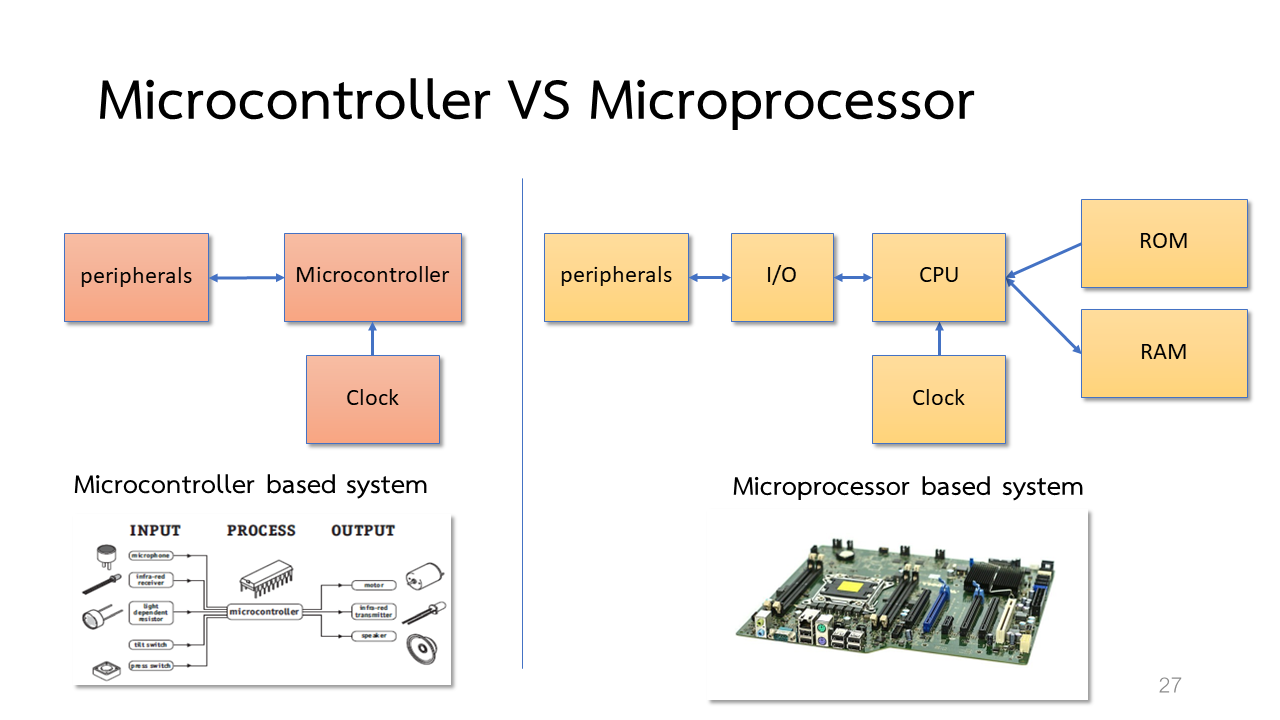 Microcontroller VS Microprocessor
peripherals
Microcontroller
Clock
Microcontroller based system
INPUT
PROCESS
OUTPUT
microphone
infra-red
receiver
light
dependent
resistor
tilt switch
press switch
microcontroller
motor
infra-red
transmitter
speaker
peripherals
I/O
CPU
ROM
RAM
Clock
Microprocessor based system
27